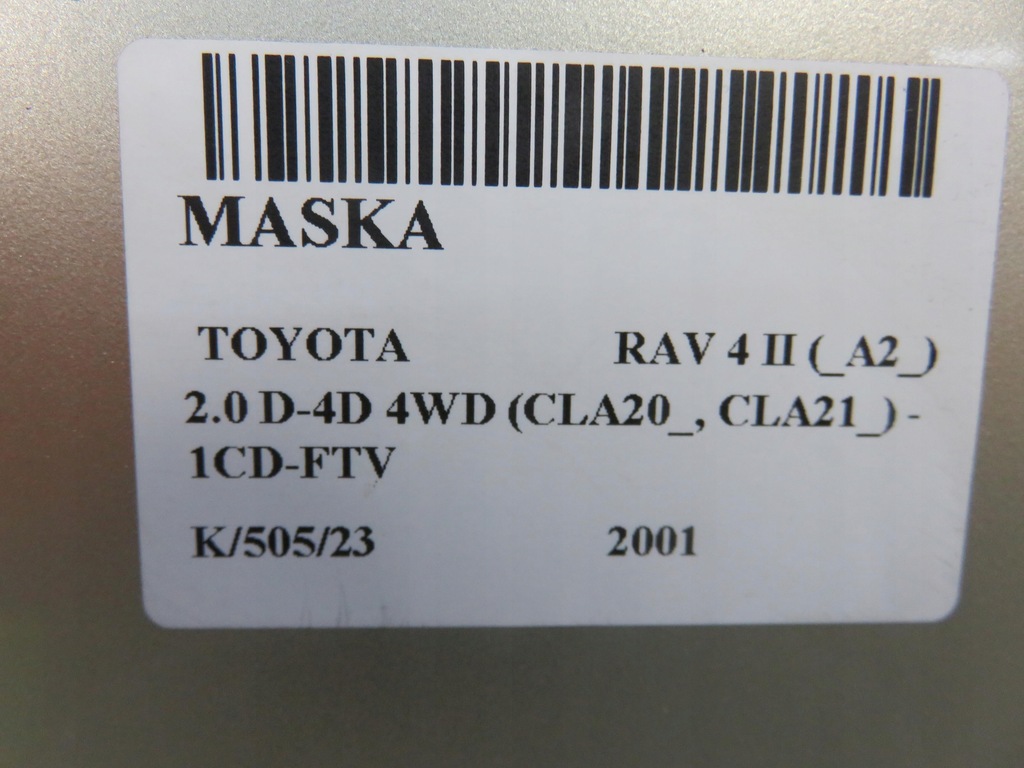 MASKA
TOYOTA RAV 4 II (_A2_)
2.0 D-4D 4WD (CLA20_, CLA21_) -
1CD-FTV
K/505/23 2001